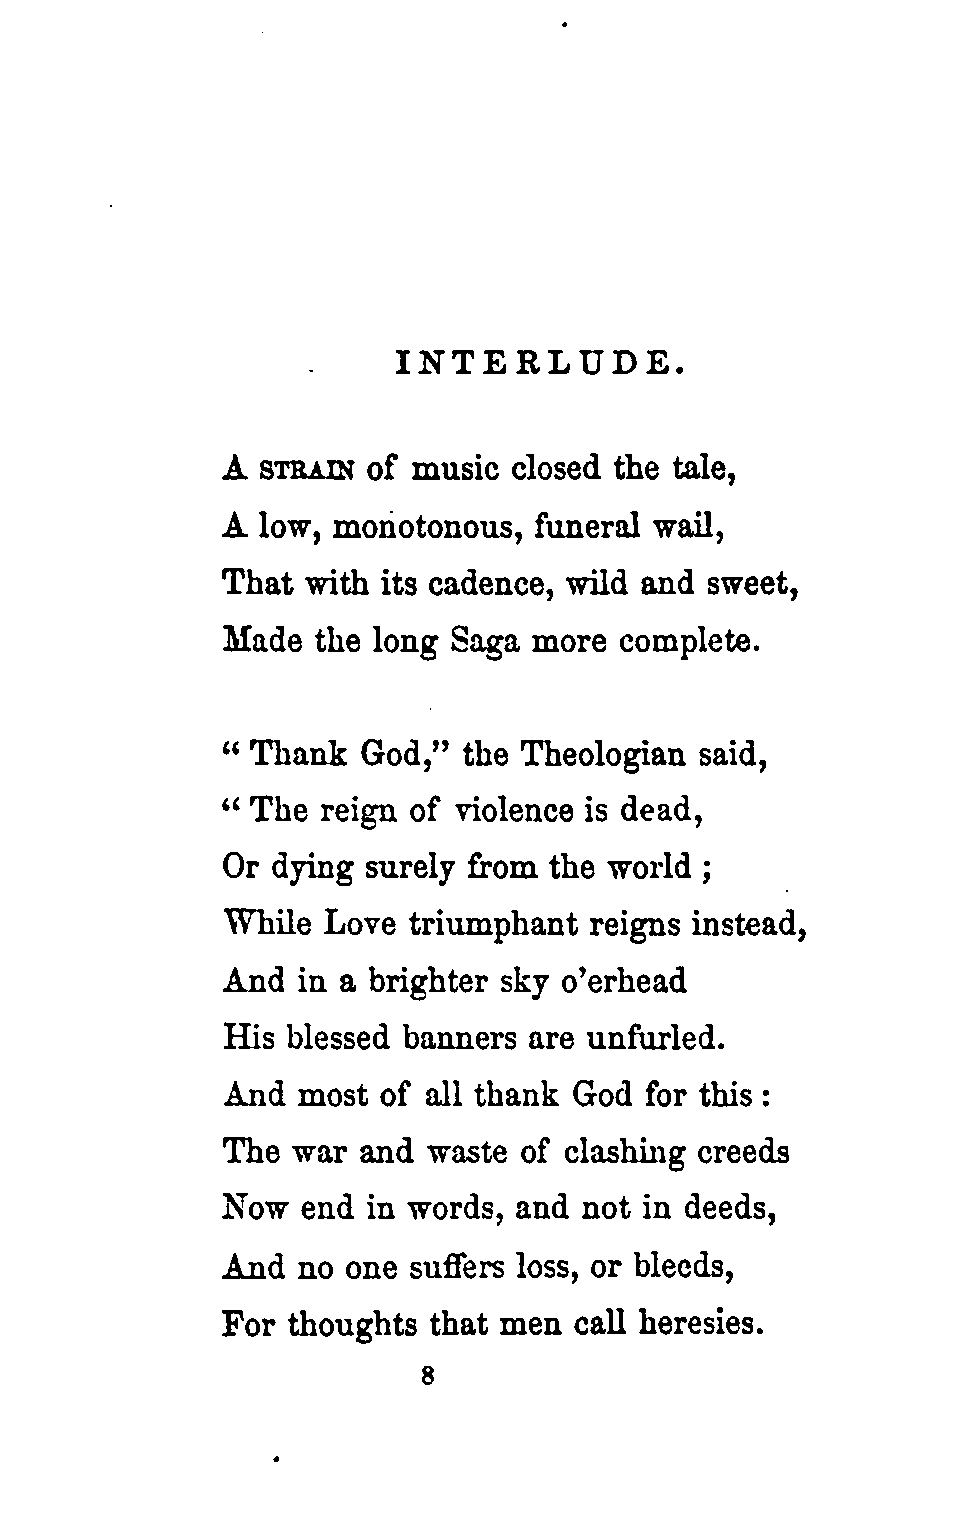 INTERLUDE.
A STRAIN of music closed the tale,
A low, monotonous, funeral wail,
That with its cadence, wild and sweet,
Made the long Saga more complete.
“ Thank God,” the Theologian said,
“ The reign of violence is dead,
Or dying surely from the world ;
While Love triumphant reigns instead,
And in a brighter sky o’erhead
His blessed banners are unfurled.
And most of all thank God for this :
The war and waste of clashing creeds
Now end in words, and not in deeds,
And no one suffers loss, or bleeds,
For thoughts that men call heresies.
8